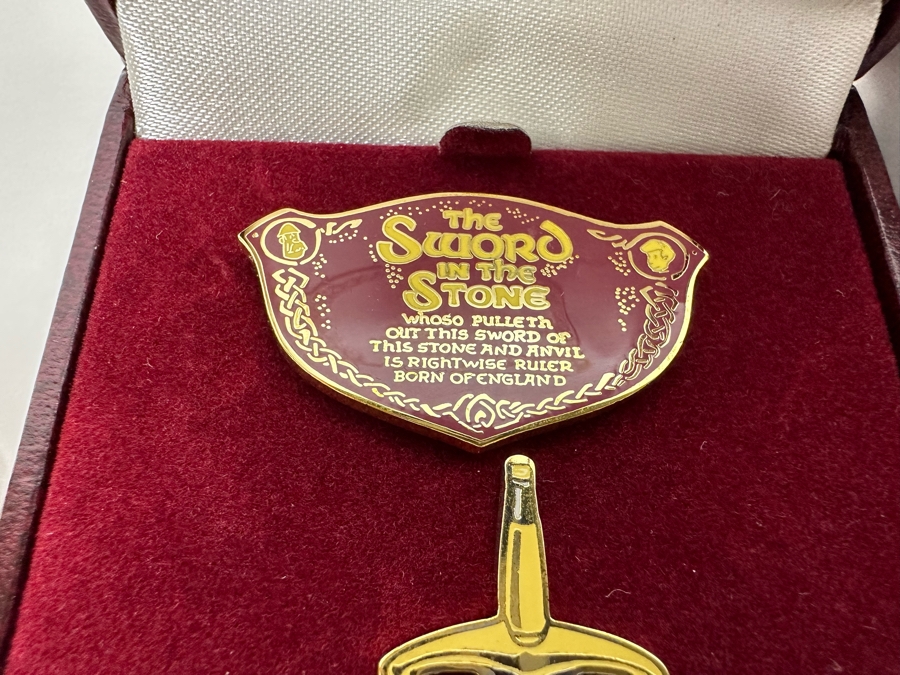 THE
SWORD
IN THE
STONE
WHOSO PULLETH
OUT THIS SWORD OF
THIS STONE AND ANVIL
IS RIGHTWISE RULER
BORN OF ENGLAND